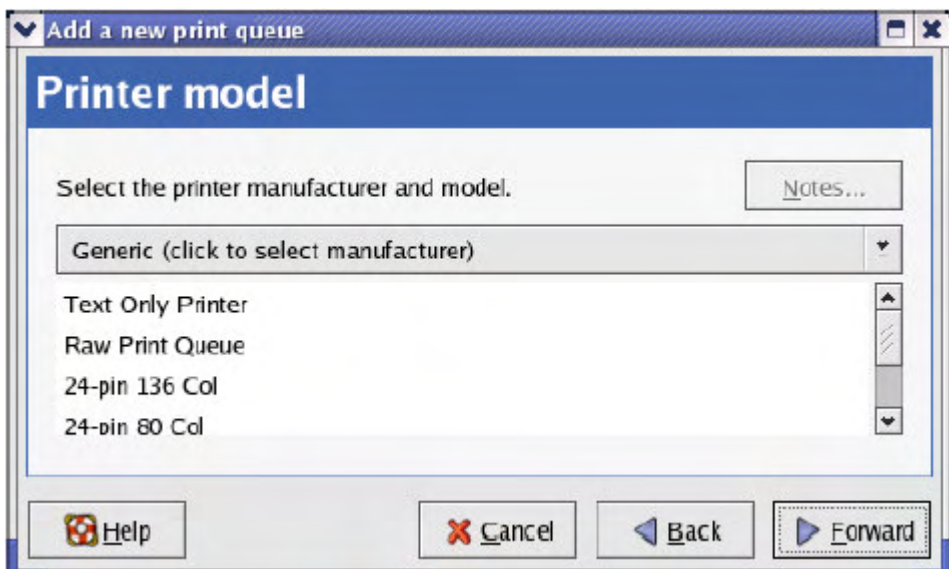 Add a new print queue
Printer model
Select the printer manufacturer and model.
Notes...
Generic (click to select manufacturer)
Text Only Printer
Raw Print Queue
24-pin 136 Col
24-pin 80 Col
Help
Cancel
Back
Forward